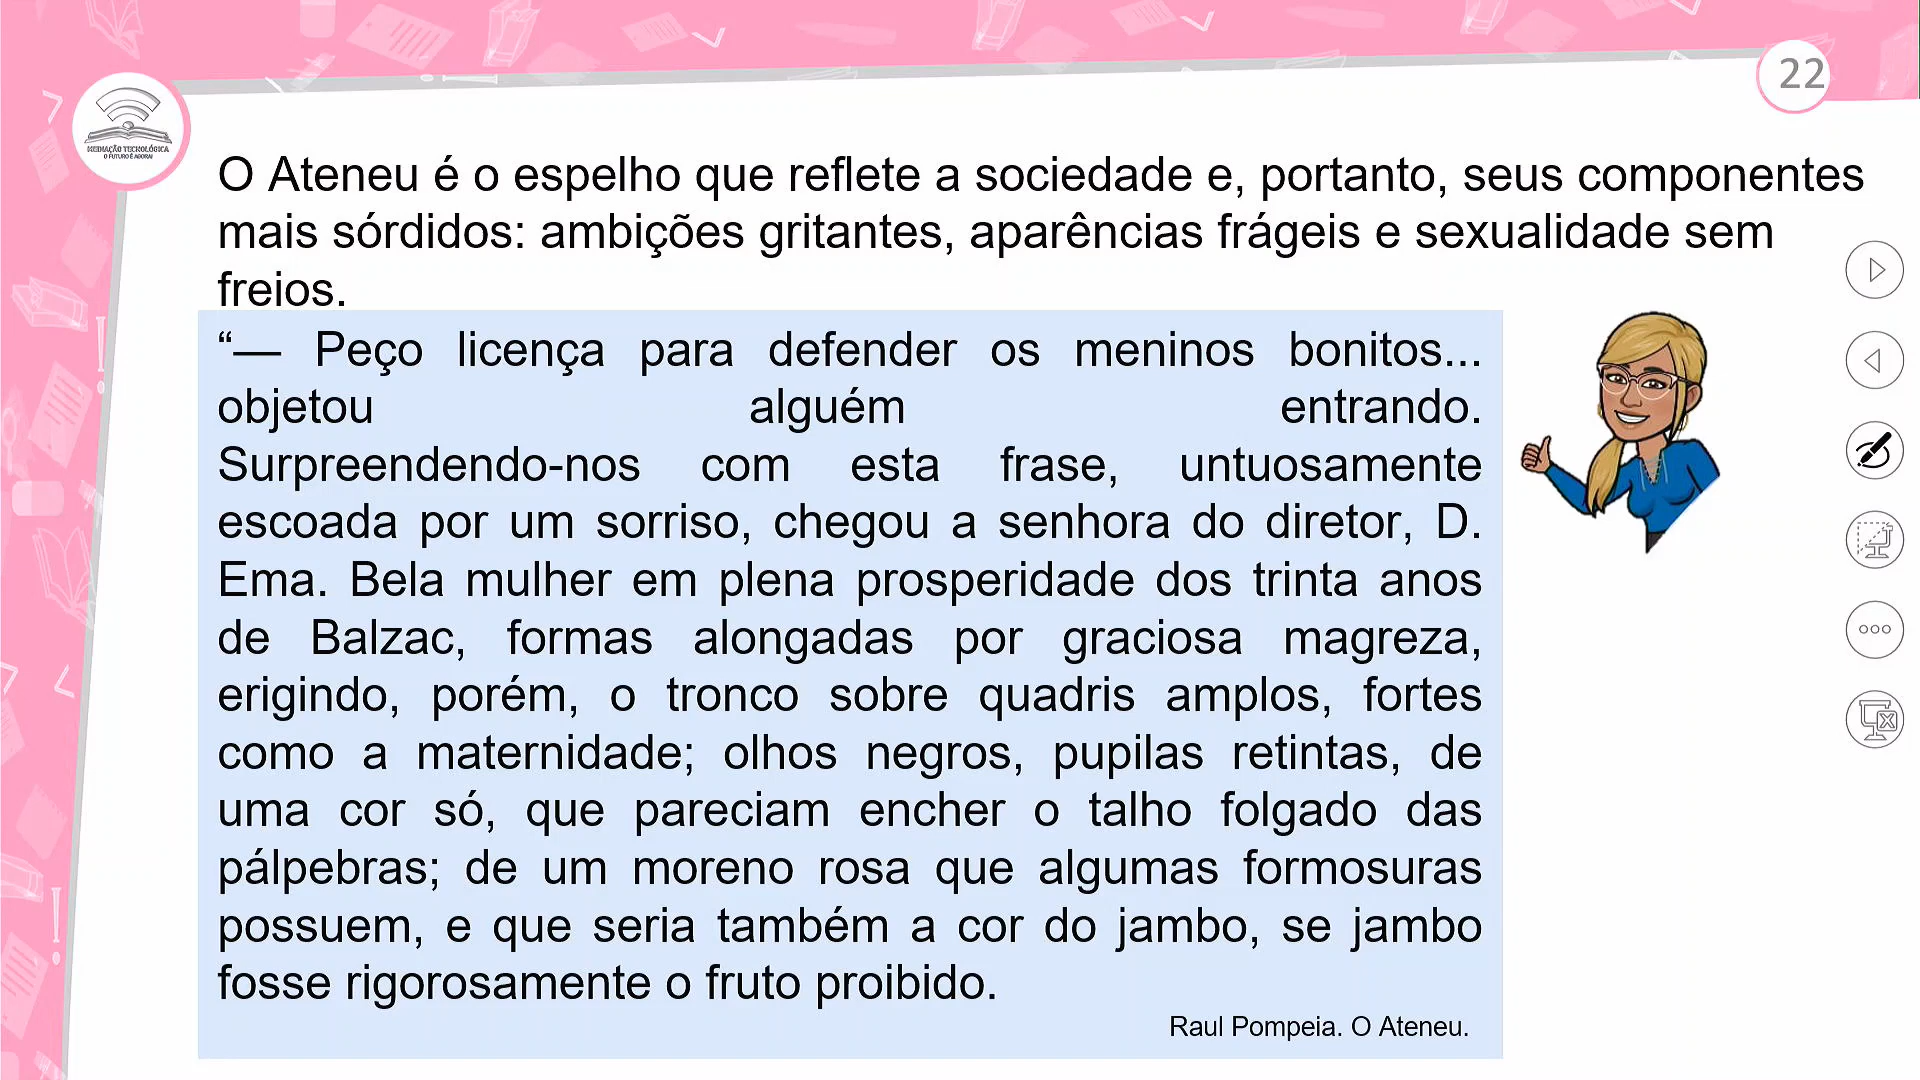 22
MEDIAÇÃO TECNOLÓGICA
O FUTURO É AGORA!
O Ateneu é o espelho que reflete a sociedade e, portanto, seus componentes
mais sórdidos: ambições gritantes, aparências frágeis e sexualidade sem
freios.
“— Peço licença para defender os meninos bonitos...
objetou alguém entrando.
Surpreendendo-nos com esta frase, untuosamente
escoada por um sorriso, chegou a senhora do diretor, D.
Ema. Bela mulher em plena prosperidade dos trinta anos
de Balzac, formas alongadas por graciosa magreza,
erigindo, porém, o tronco sobre quadris amplos, fortes
como a maternidade; olhos negros, pupilas retintas, de
uma cor só, que pareciam encher o talho folgado das
pálpebras; de um moreno rosa que algumas formosuras
possuem, e que seria também a cor do jambo, se jambo
fosse rigorosamente o fruto proibido.
Raul Pompeia. O Ateneu.